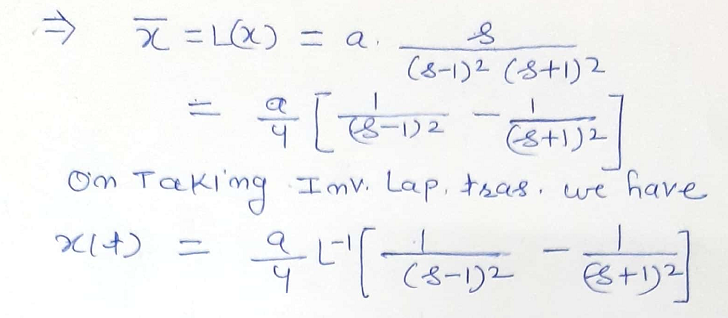 ⇒ x̄ = L(x) = a. s / (s-1)2 (s+1)2
= a/4 [ 1/(s-1)2 - 1/(s+1)2 ]
On Taking Inv. Lap. tras. we have
x(t) = a/4 L-1 [ 1/(s-1)2 - 1/(s+1)2 ]